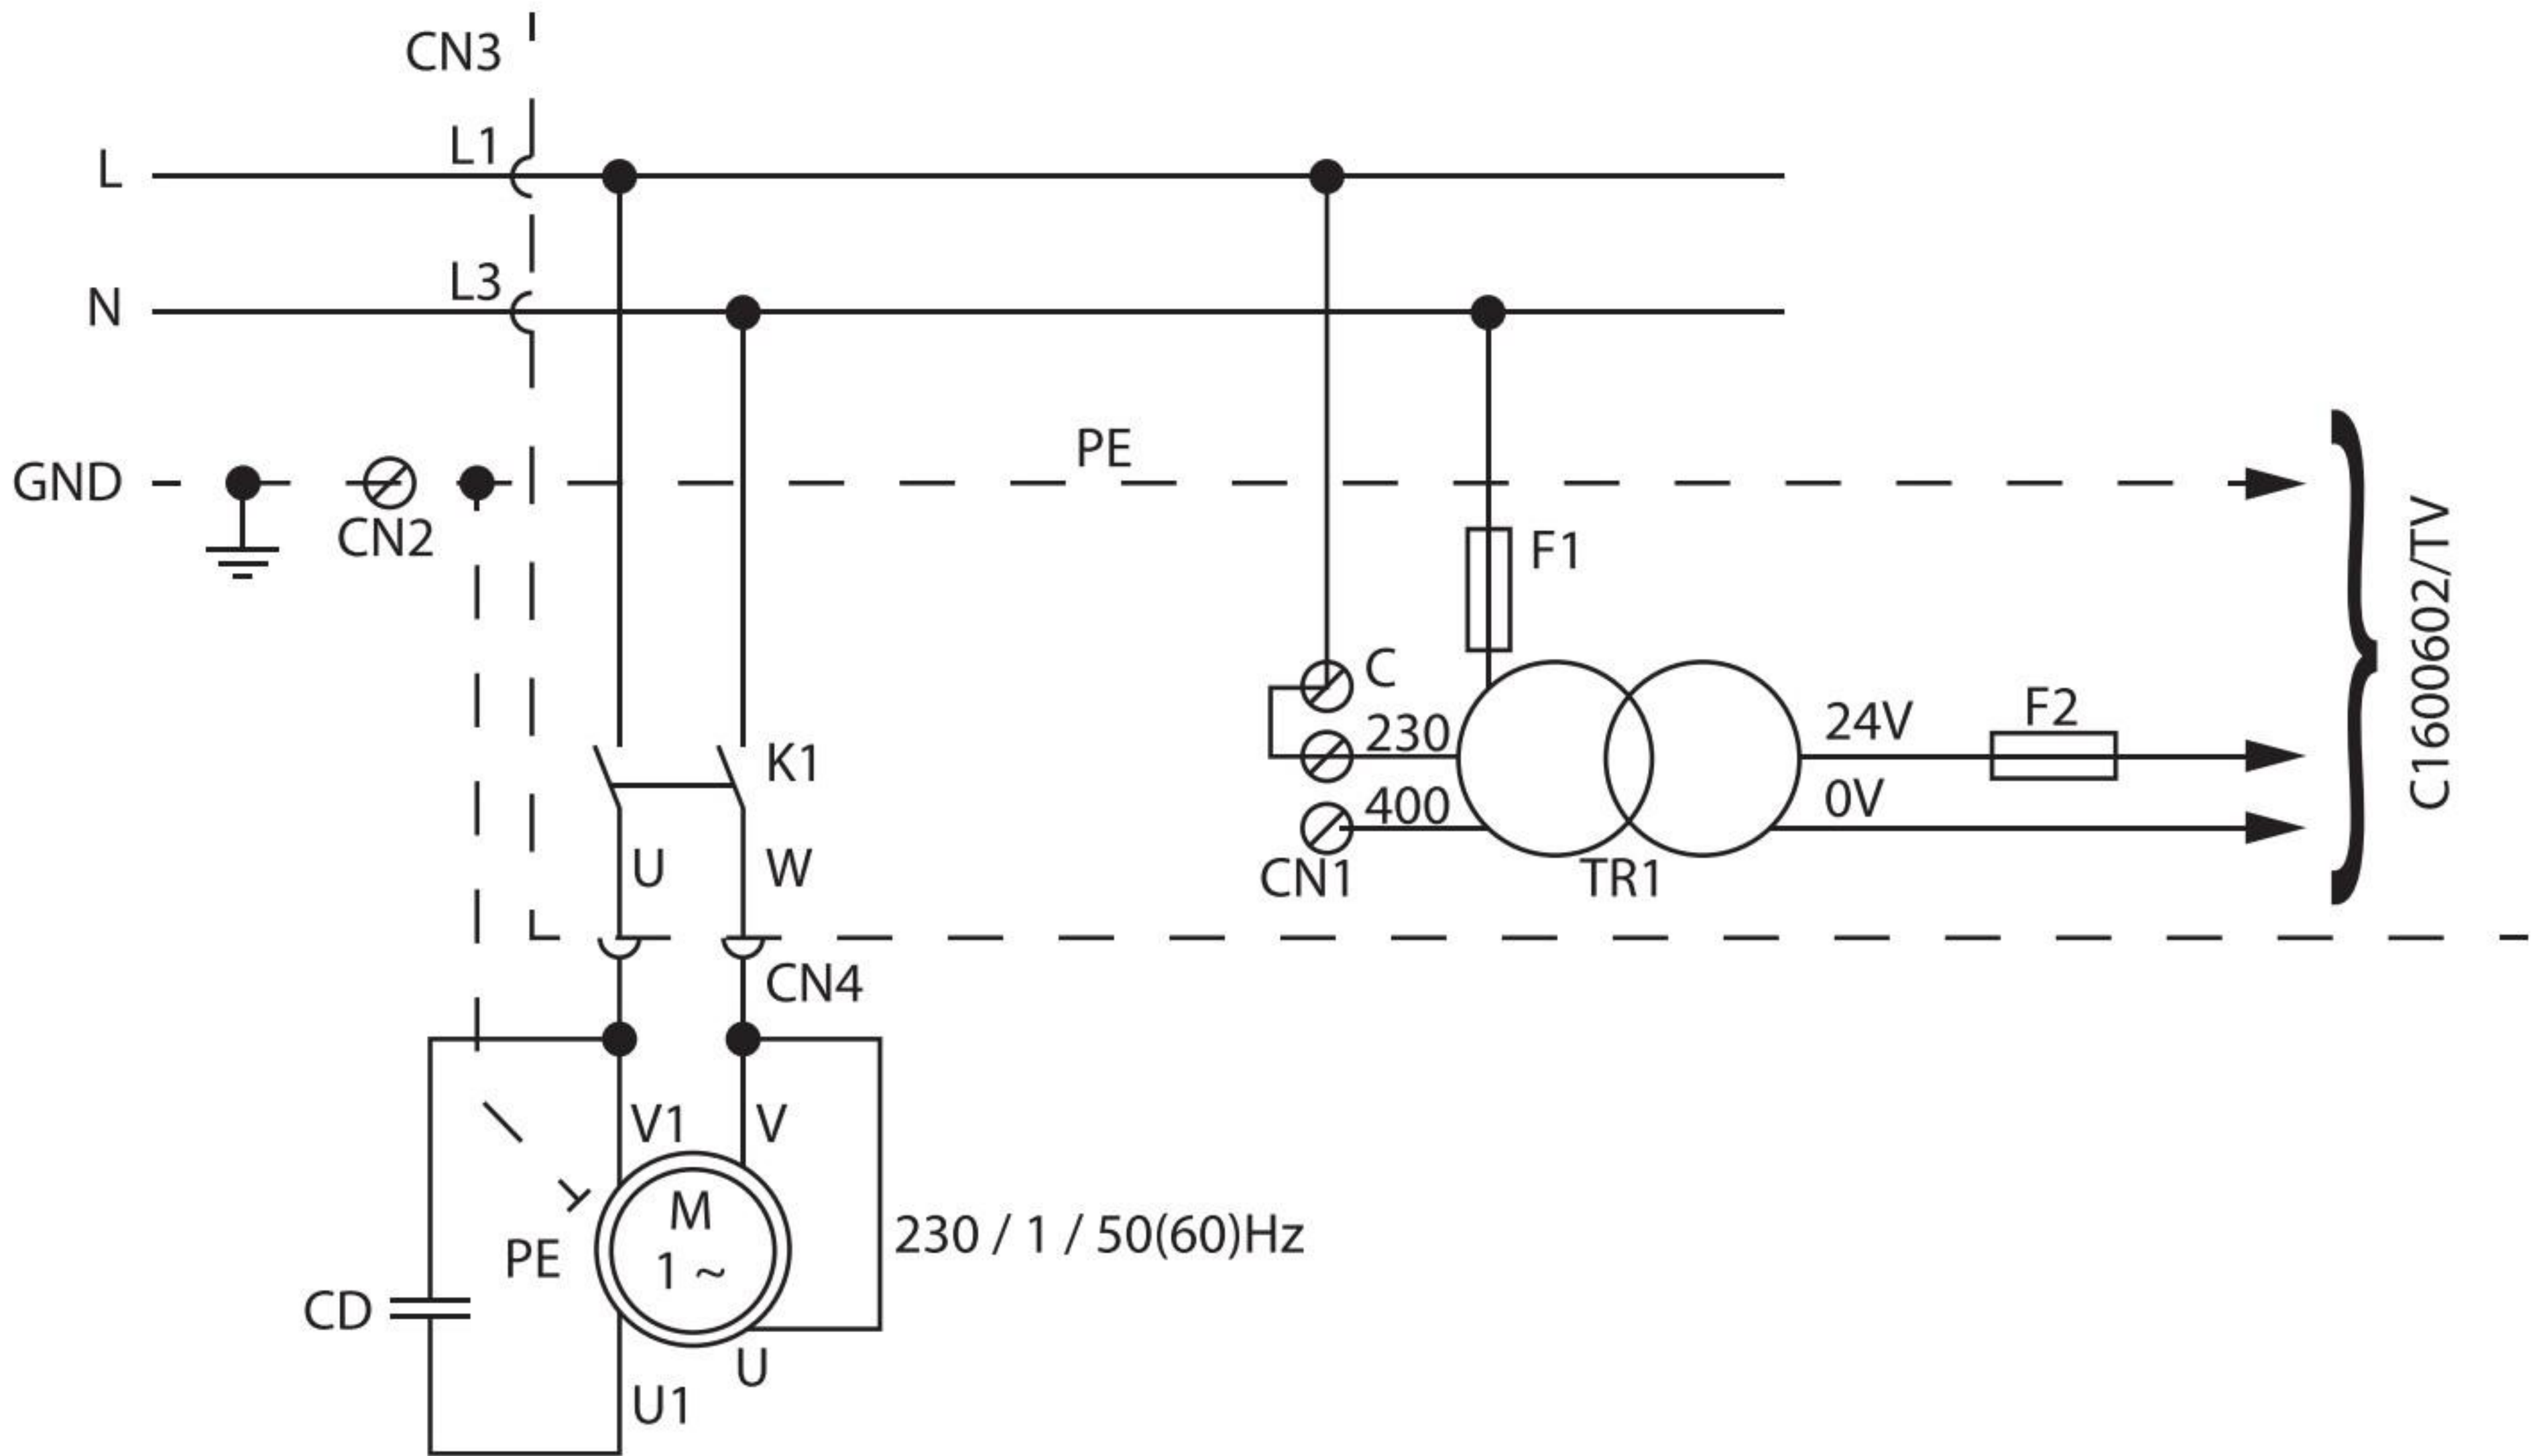 CN3
L1
L
L3
N
PE
GND
CN2
F1
C
230
400
CN1
TR1
24V
F2
0V
C1600602/TV
K1
U
W
CN4
V1
V
M
1 ~
230 / 1 / 50(60)Hz
PE
CD
U
U1